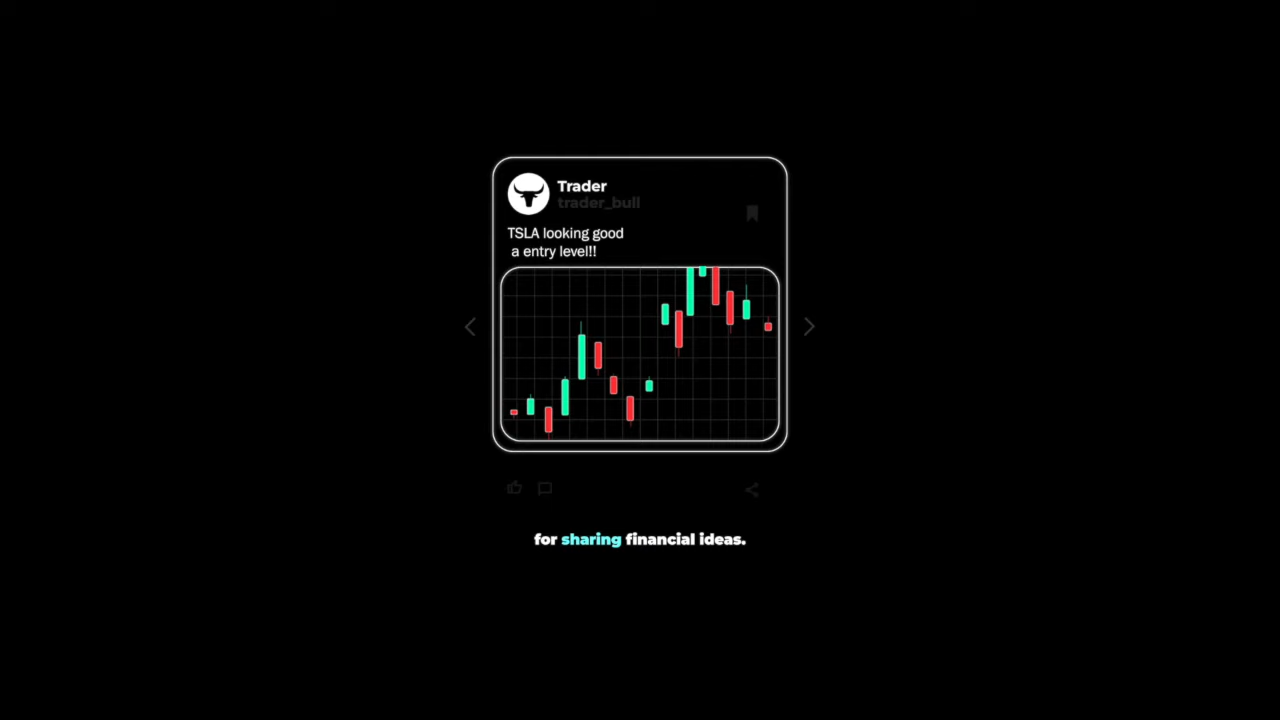 Trader
trader_bull
TSLA looking good
a entry level!!
for sharing financial ideas.